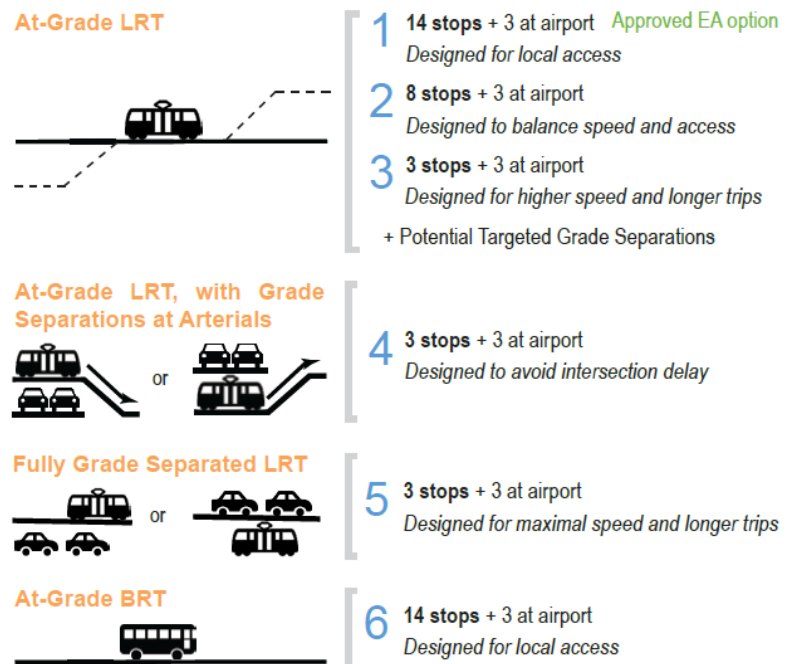 At-Grade LRT
1 14 stops + 3 at airport Approved EA option
Designed for local access
2 8 stops + 3 at airport
Designed to balance speed and access
3 3 stops + 3 at airport
Designed for higher speed and longer trips
+ Potential Targeted Grade Separations
At-Grade LRT, with Grade
Separations at Arterials
or
4 3 stops + 3 at airport
Designed to avoid intersection delay
Fully Grade Separated LRT
or
5 3 stops + 3 at airport
Designed for maximal speed and longer trips
At-Grade BRT
6 14 stops + 3 at airport
Designed for local access